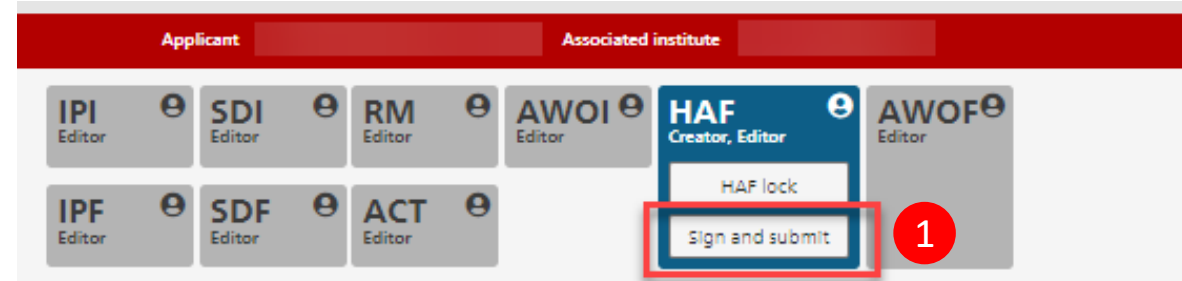 Applicant Associated institute
IPI SDI RM AWOI HAF AWOF
Editor Editor Editor Editor Creator, Editor Editor
HAF lock
IPF SDF ACT
Editor Editor Editor
Sign and submit 1